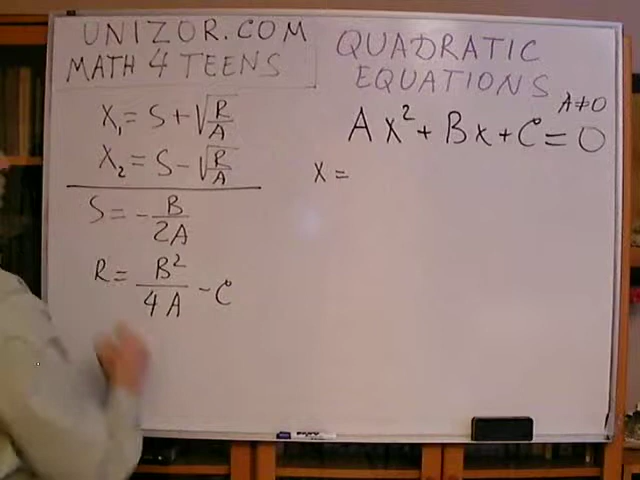 UNIZOR.COM
MATH 4 TEENS
X₁ = S + √(R/A)
X₂ = S - √(R/A)
S = - B/2A
R = B²/4A - C
QUADRATIC
EQUATIONS
A≠0
Ax² + Bx + C = 0
x =